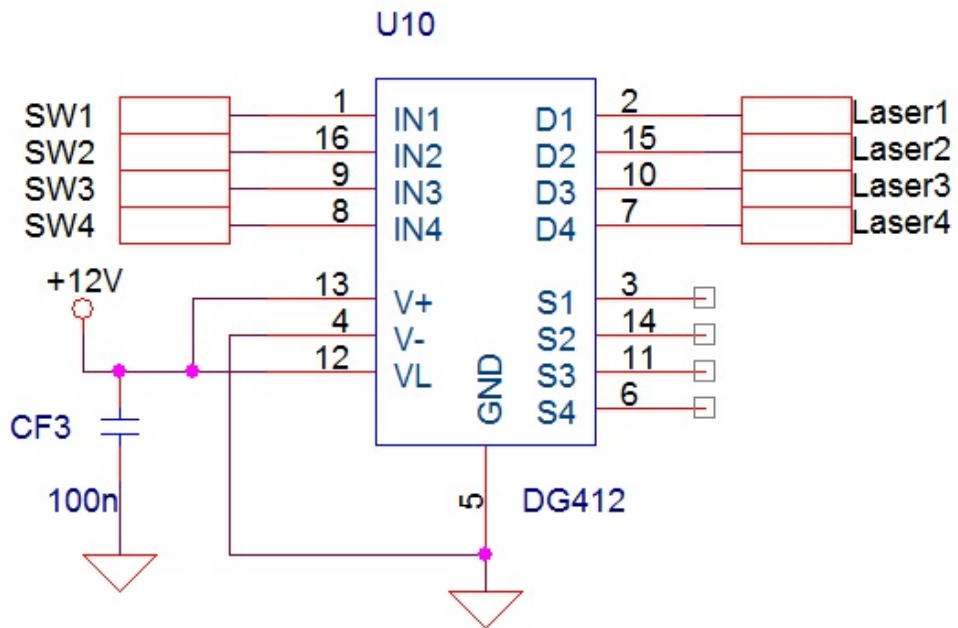 U10
SW1 1 IN1 D1 2 Laser1
SW2 16 IN2 D2 15 Laser2
SW3 9 IN3 D3 10 Laser3
SW4 8 IN4 D4 7 Laser4
+12V
13 V+ S1 3
4 V- S2 14
12 VL S3 11
GND S4 6
CF3
100n
5
DG412